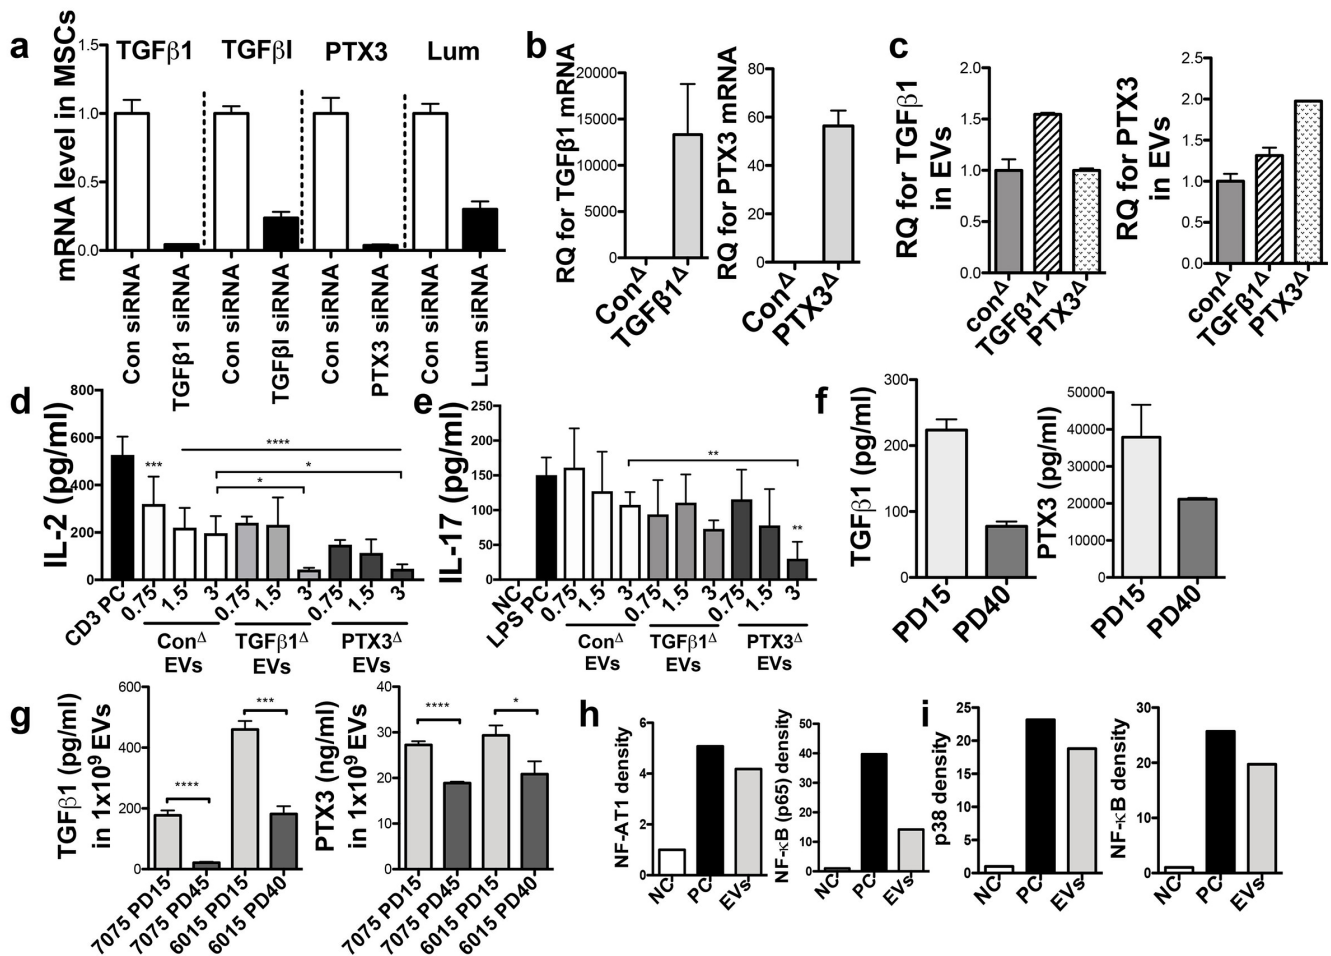 a
mRNA level in MSCs
1.5
1.0
0.5
0.0
TGFβ1
TGFβI
PTX3
Lum
Con siRNA
TGFβ1 siRNA
Con siRNA
TGFβI siRNA
Con siRNA
PTX3 siRNA
Con siRNA
Lum siRNA
b
RQ for TGFβ1 mRNA
20000
15000
10000
5000
0
ConΔ
TGFβ1Δ
RQ for PTX3 mRNA
80
60
40
20
0
ConΔ
PTX3Δ
c
RQ for TGFβ1
in EVs
2.0
1.5
1.0
0.5
0.0
conΔ
TGFβ1Δ
PTX3Δ
RQ for PTX3
in EVs
2.5
2.0
1.5
1.0
0.5
0.0
conΔ
TGFβ1Δ
PTX3Δ
d
IL-2 (pg/ml)
800
600
400
200
0
***
****
*
*
CD3 PC
0.75
1.5
3
0.75
1.5
3
0.75
1.5
3
ConΔ
EVs
TGFβ1Δ
EVs
PTX3Δ
EVs
e
IL-17 (pg/ml)
250
200
150
100
50
0
**
**
NC
LPS PC
0.75
1.5
3
0.75
1.5
3
0.75
1.5
3
ConΔ
EVs
TGFβ1Δ
EVs
PTX3Δ
EVs
f
TGFβ1 (pg/ml)
300
200
100
0
PD15
PD40
PTX3 (pg/ml)
50000
40000
30000
20000
10000
0
PD15
PD40
g
TGFβ1 (pg/ml)
in 1x10⁹ EVs
600
400
200
0
****
***
7075 PD15
7075 PD45
6015 PD15
6015 PD40
PTX3 (ng/ml)
in 1x10⁹ EVs
40
30
20
10
0
****
*
7075 PD15
7075 PD45
6015 PD15
6015 PD40
h
NF-AT1 density
6
4
2
0
NC
PC
EVs
NF-κB (p65) density
50
40
30
20
10
0
NC
PC
EVs
i
p38 density
25
20
15
10
5
0
NC
PC
EVs
NF-κB density
30
20
10
0
NC
PC
EVs